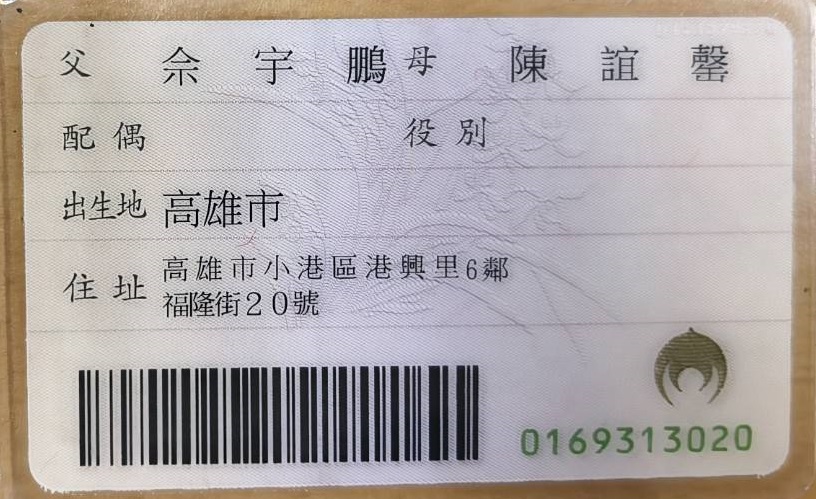 父 佘宇鵬 母 陳誼馨
配偶 役別
出生地 高雄市
住址 高雄市小港區港興里6鄰
福隆街20號
0169313020